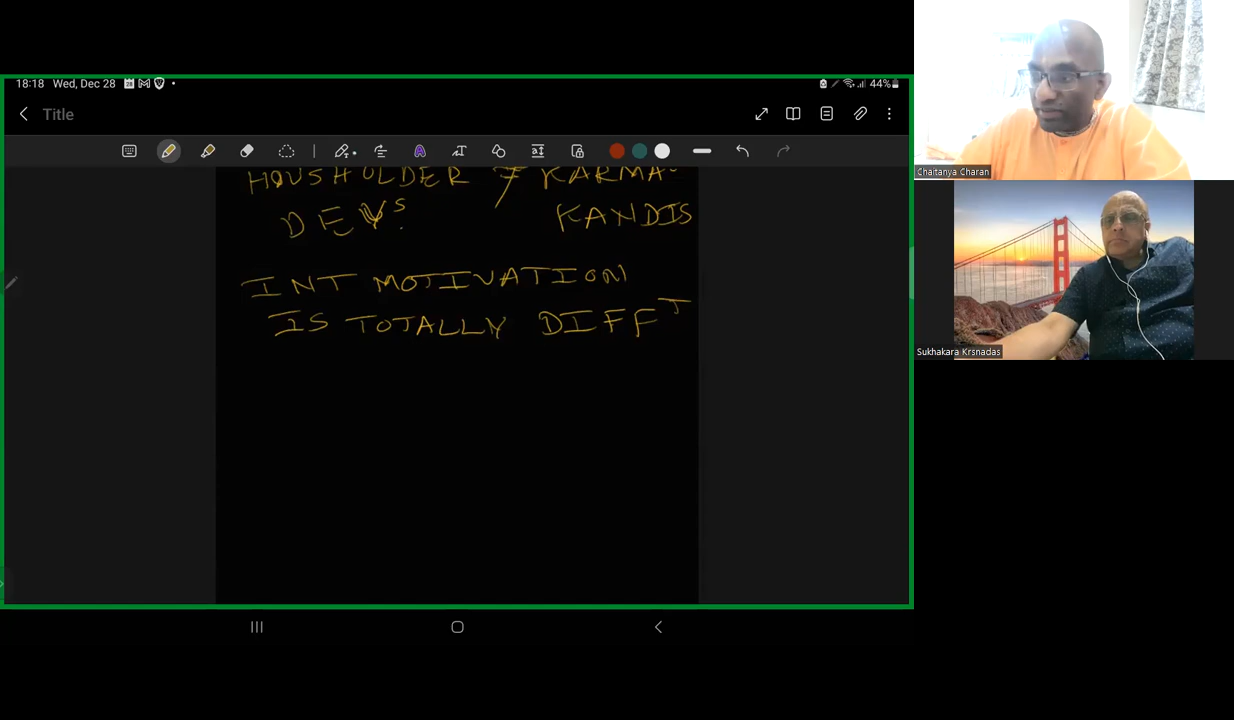 18:18 Wed, Dec 28 44%
Title
HOUSHOLDER ≠ KARMA-
DEVS. KANDIS
INT MOTIVATION
IS TOTALLY DIFFT
Chaitanya Charan
Sukhakara Krsnadas